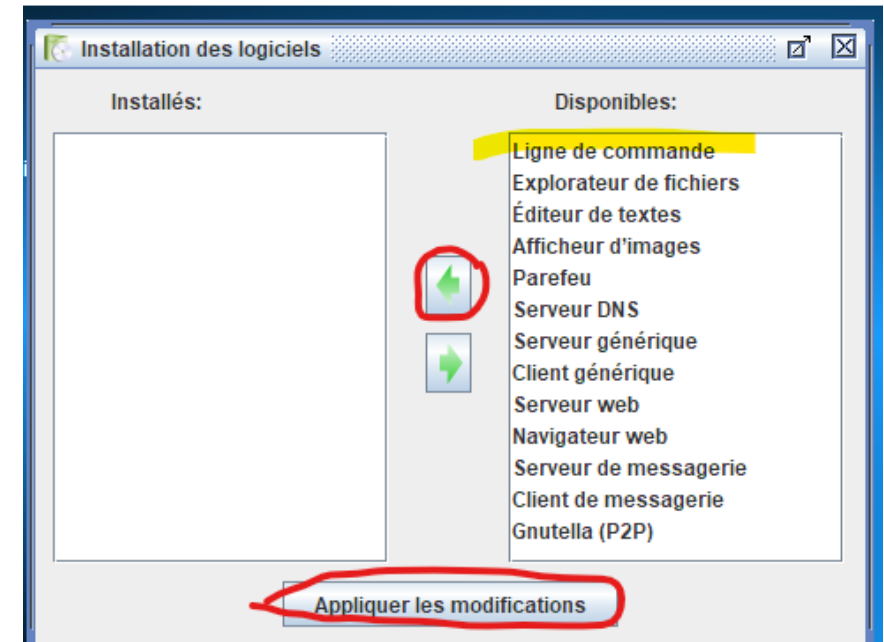 Installation des logiciels
Installés:
Disponibles:
Ligne de commande
Explorateur de fichiers
Éditeur de textes
Afficheur d'images
Parefeu
Serveur DNS
Serveur générique
Client générique
Serveur web
Navigateur web
Serveur de messagerie
Client de messagerie
Gnutella (P2P)
Appliquer les modifications